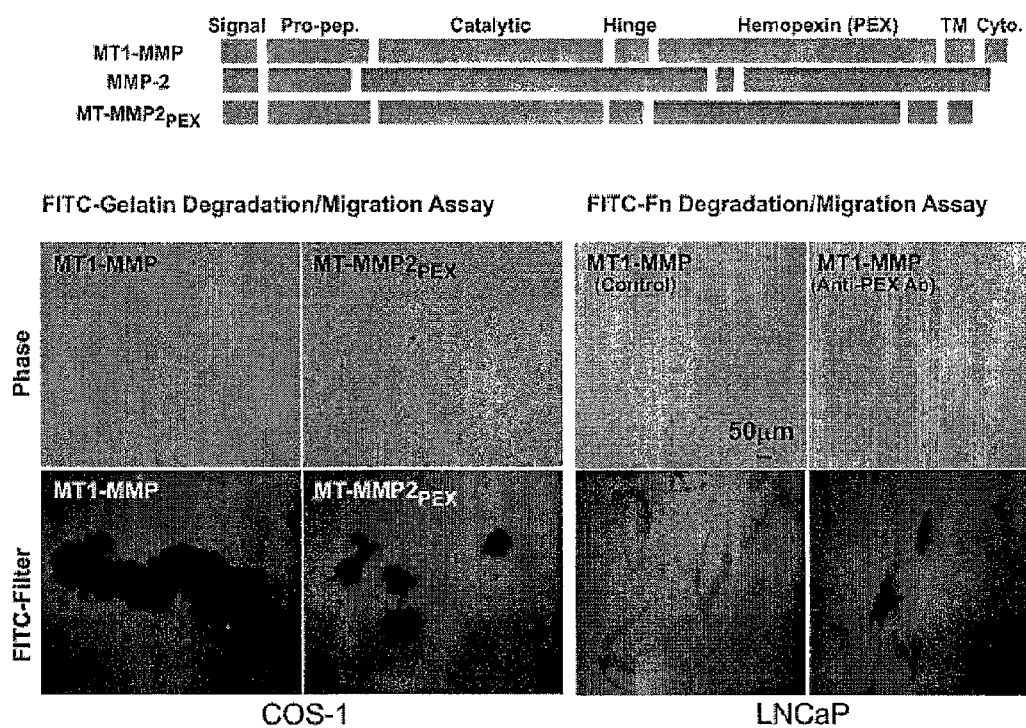 Signal Pro-pep. Catalytic Hinge Hemopexin (PEX) TM Cyto.
MT1-MMP
MMP-2
MT-MMP2PEX
FITC-Gelatin Degradation/Migration Assay
FITC-Fn Degradation/Migration Assay
Phase
MT1-MMP
MT-MMP2PEX
MT1-MMP
(Control)
MT1-MMP
(Anti-PEX Ab)
50µm
FITC-Filter
MT1-MMP
MT-MMP2PEX
COS-1
LNCaP